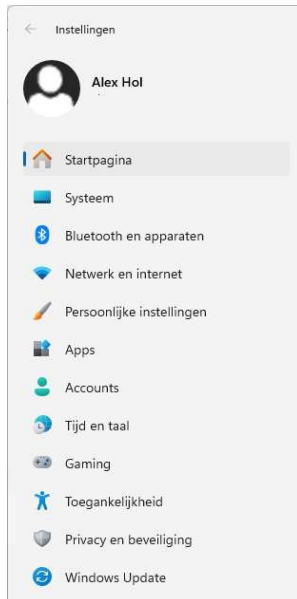 Instellingen
Alex Hol
Startpagina
Systeem
Bluetooth en apparaten
Netwerk en internet
Persoonlijke instellingen
Apps
Accounts
Tijd en taal
Gaming
Toegankelijkheid
Privacy en beveiliging
Windows Update